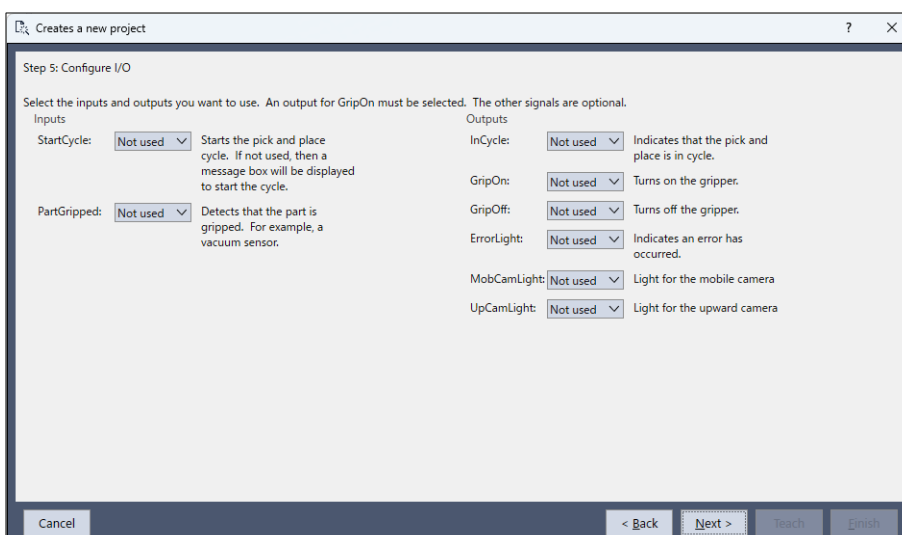 Creates a new project
?
Step 5: Configure I/O
Select the inputs and outputs you want to use.  An output for GripOn must be selected.  The other signals are optional.
Inputs
StartCycle:
Not used
Starts the pick and place
cycle.  If not used, then a
message box will be displayed
to start the cycle.
PartGripped:
Not used
Detects that the part is
gripped.  For example, a
vacuum sensor.
Outputs
InCycle:
Not used
Indicates that the pick and
place is in cycle.
GripOn:
Not used
Turns on the gripper.
GripOff:
Not used
Turns off the gripper.
ErrorLight:
Not used
Indicates an error has
occurred.
MobCamLight:
Not used
Light for the mobile camera
UpCamLight:
Not used
Light for the upward camera
Cancel
< Back
Next >
Teach
Finish